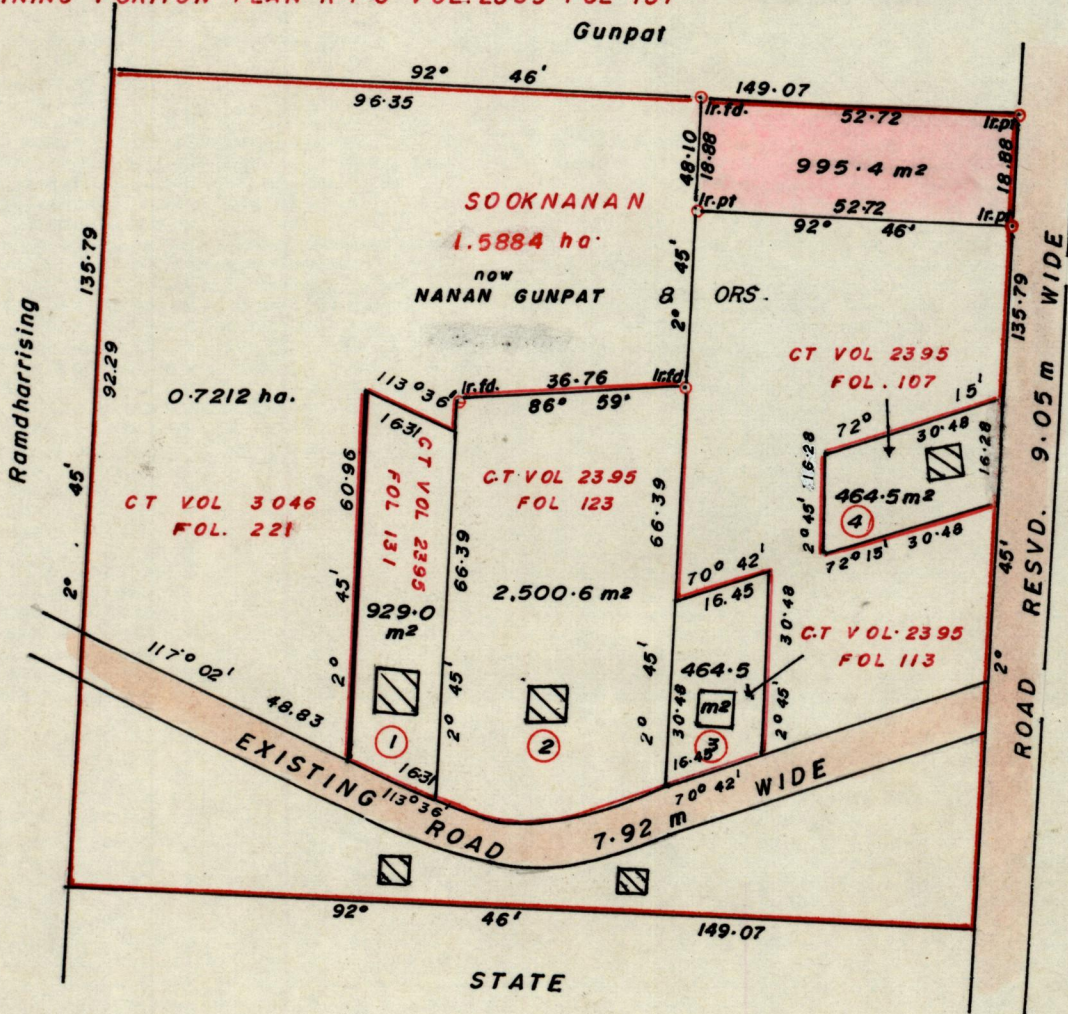 Gunpat
92° 46'
96.35
149.07
Ir.fd.
52.72
Ir.pt
48.10
18.88
995.4 m²
18.88
Ir.pt
52.72
Ir.pt
92° 46'
SOOKNANAN
1.5884 ha.
now
NANAN GUNPAT & ORS.
2° 45'
135.79
92.29
Ramdharrising
2° 45'
0.7212 ha.
CT VOL 3046
FOL. 221
113° 36'
16.31
Ir.fd.
36.76
Ir.fd
86° 59'
60.96
2° 45'
CT VOL 2395
FOL 131
929.0
m²
1
16.31
113° 36'
66.39
2° 45'
C.T VOL 2395
FOL 123
2,500.6 m²
2
66.39
2° 45'
70° 42'
16.45
30.48
2° 45'
464.5
m²
3
30.48
16.45
70° 42'
C.T VOL. 2395
FOL 113
CT VOL 2395
FOL. 107
72° 15'
30.48
16.28
2° 45'
464.5 m²
4
16.28
72° 15'
30.48
135.79
2° 45'
ROAD RESVD. 9.05 m WIDE
117° 02'
48.83
EXISTING ROAD 7.92 m WIDE
92° 46'
149.07
STATE